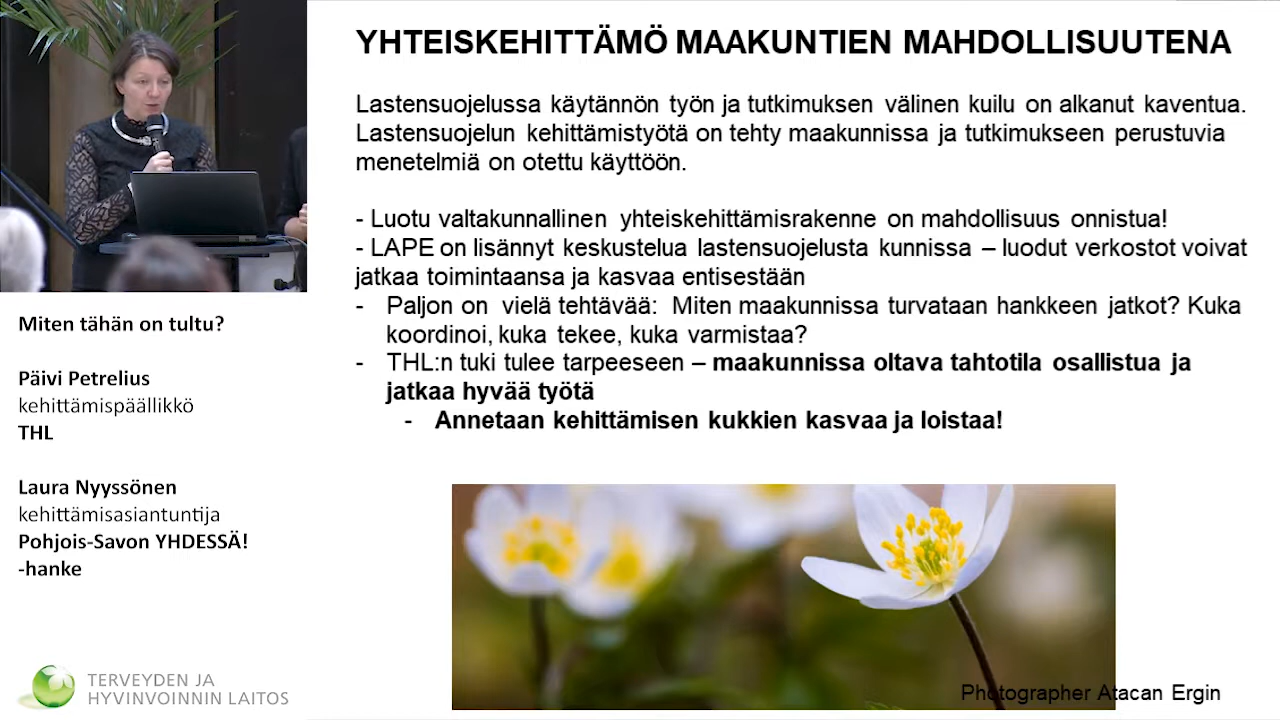 YHTEISKEHITTÄMÖ MAAKUNTIEN MAHDOLLISUUTENA
Lastensuojelussa käytännön työn ja tutkimuksen välinen kuilu on alkanut kaventua.
Lastensuojelun kehittämistyötä on tehty maakunnissa ja tutkimukseen perustuvia
menetelmiä on otettu käyttöön.
- Luotu valtakunnallinen yhteiskehittämisrakenne on mahdollisuus onnistua!
- LAPE on lisännyt keskustelua lastensuojelusta kunnissa – luodut verkostot voivat
jatkaa toimintaansa ja kasvaa entisestään
- Paljon on vielä tehtävää: Miten maakunnissa turvataan hankkeen jatkot? Kuka
koordinoi, kuka tekee, kuka varmistaa?
- THL:n tuki tulee tarpeeseen – maakunnissa oltava tahtotila osallistua ja
jatkaa hyvää työtä
- Annetaan kehittämisen kukkien kasvaa ja loistaa!
Photographer Atacan Ergin
Miten tähän on tultu?
Päivi Petrelius
kehittämispäällikkö
THL
Laura Nyyssönen
kehittämisasiantuntija
Pohjois-Savon YHDESSÄ!
-hanke
TERVEYDEN JA
HYVINVOINNIN LAITOS